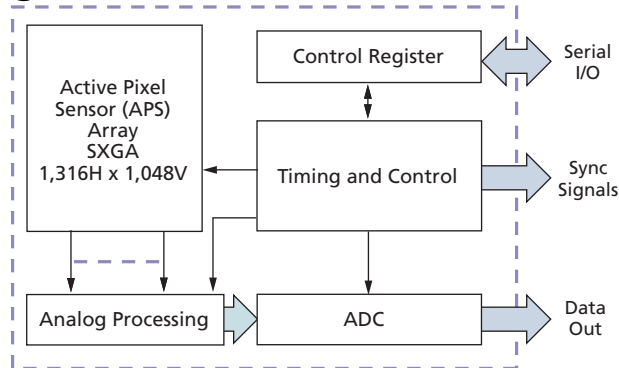 Active Pixel
Sensor (APS)
Array
SXGA
1,316H x 1,048V
Control Register
Serial
I/O
Timing and Control
Sync
Signals
Analog Processing
ADC
Data
Out